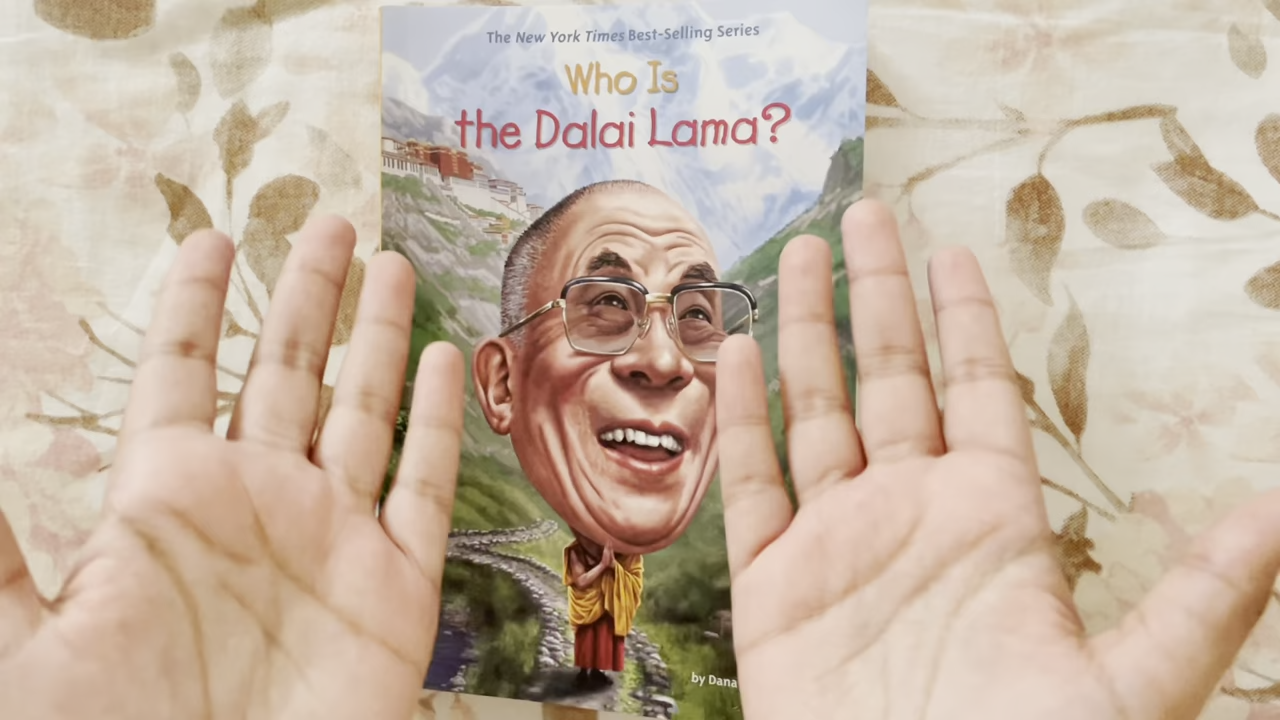 The New York Times Best-Selling Series
Who Is
the Dalai Lama?
by Dana